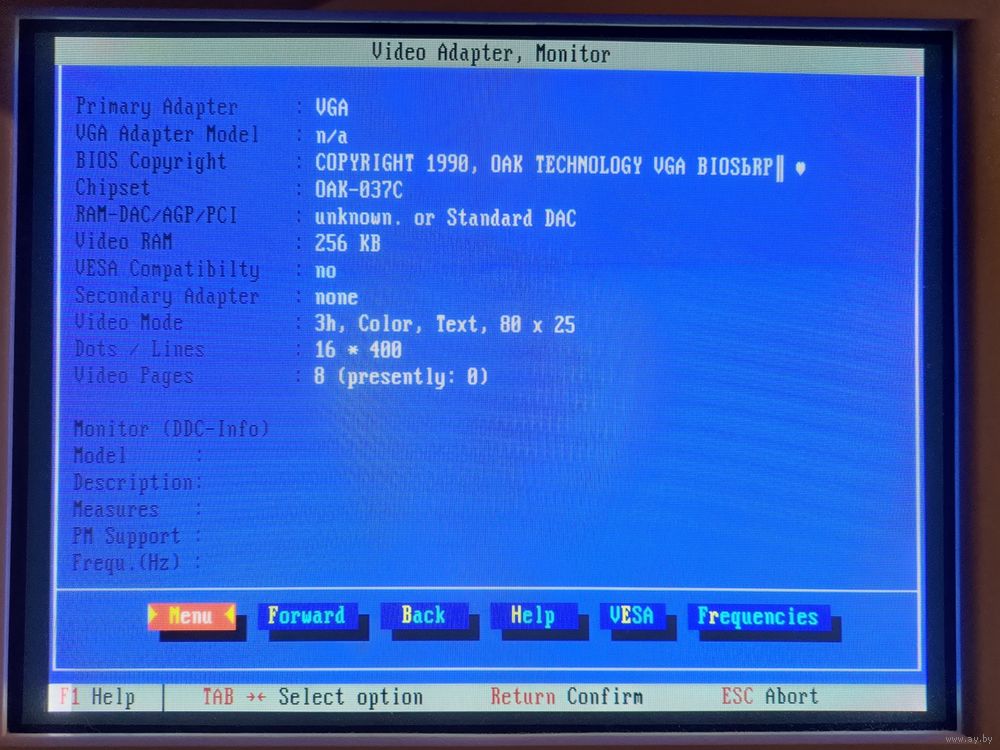 Video Adapter, Monitor
Primary Adapter : VGA
VGA Adapter Model : n/a
BIOS Copyright : COPYRIGHT 1990, OAK TECHNOLOGY VGA BIOSЬRP║ ♥
Chipset : OAK-037C
RAM-DAC/AGP/PCI : unknown. or Standard DAC
Video RAM : 256 KB
VESA Compatibilty : no
Secondary Adapter : none
Video Mode : 3h, Color, Text, 80 x 25
Dots / Lines : 16 * 400
Video Pages : 8 (presently: 0)
Monitor (DDC-Info)
Model :
Description:
Measures :
PM Support :
Frequ.(Hz) :
Menu Forward Back Help VESA Frequencies
F1 Help TAB →← Select option Return Confirm ESC Abort
www.ay.by